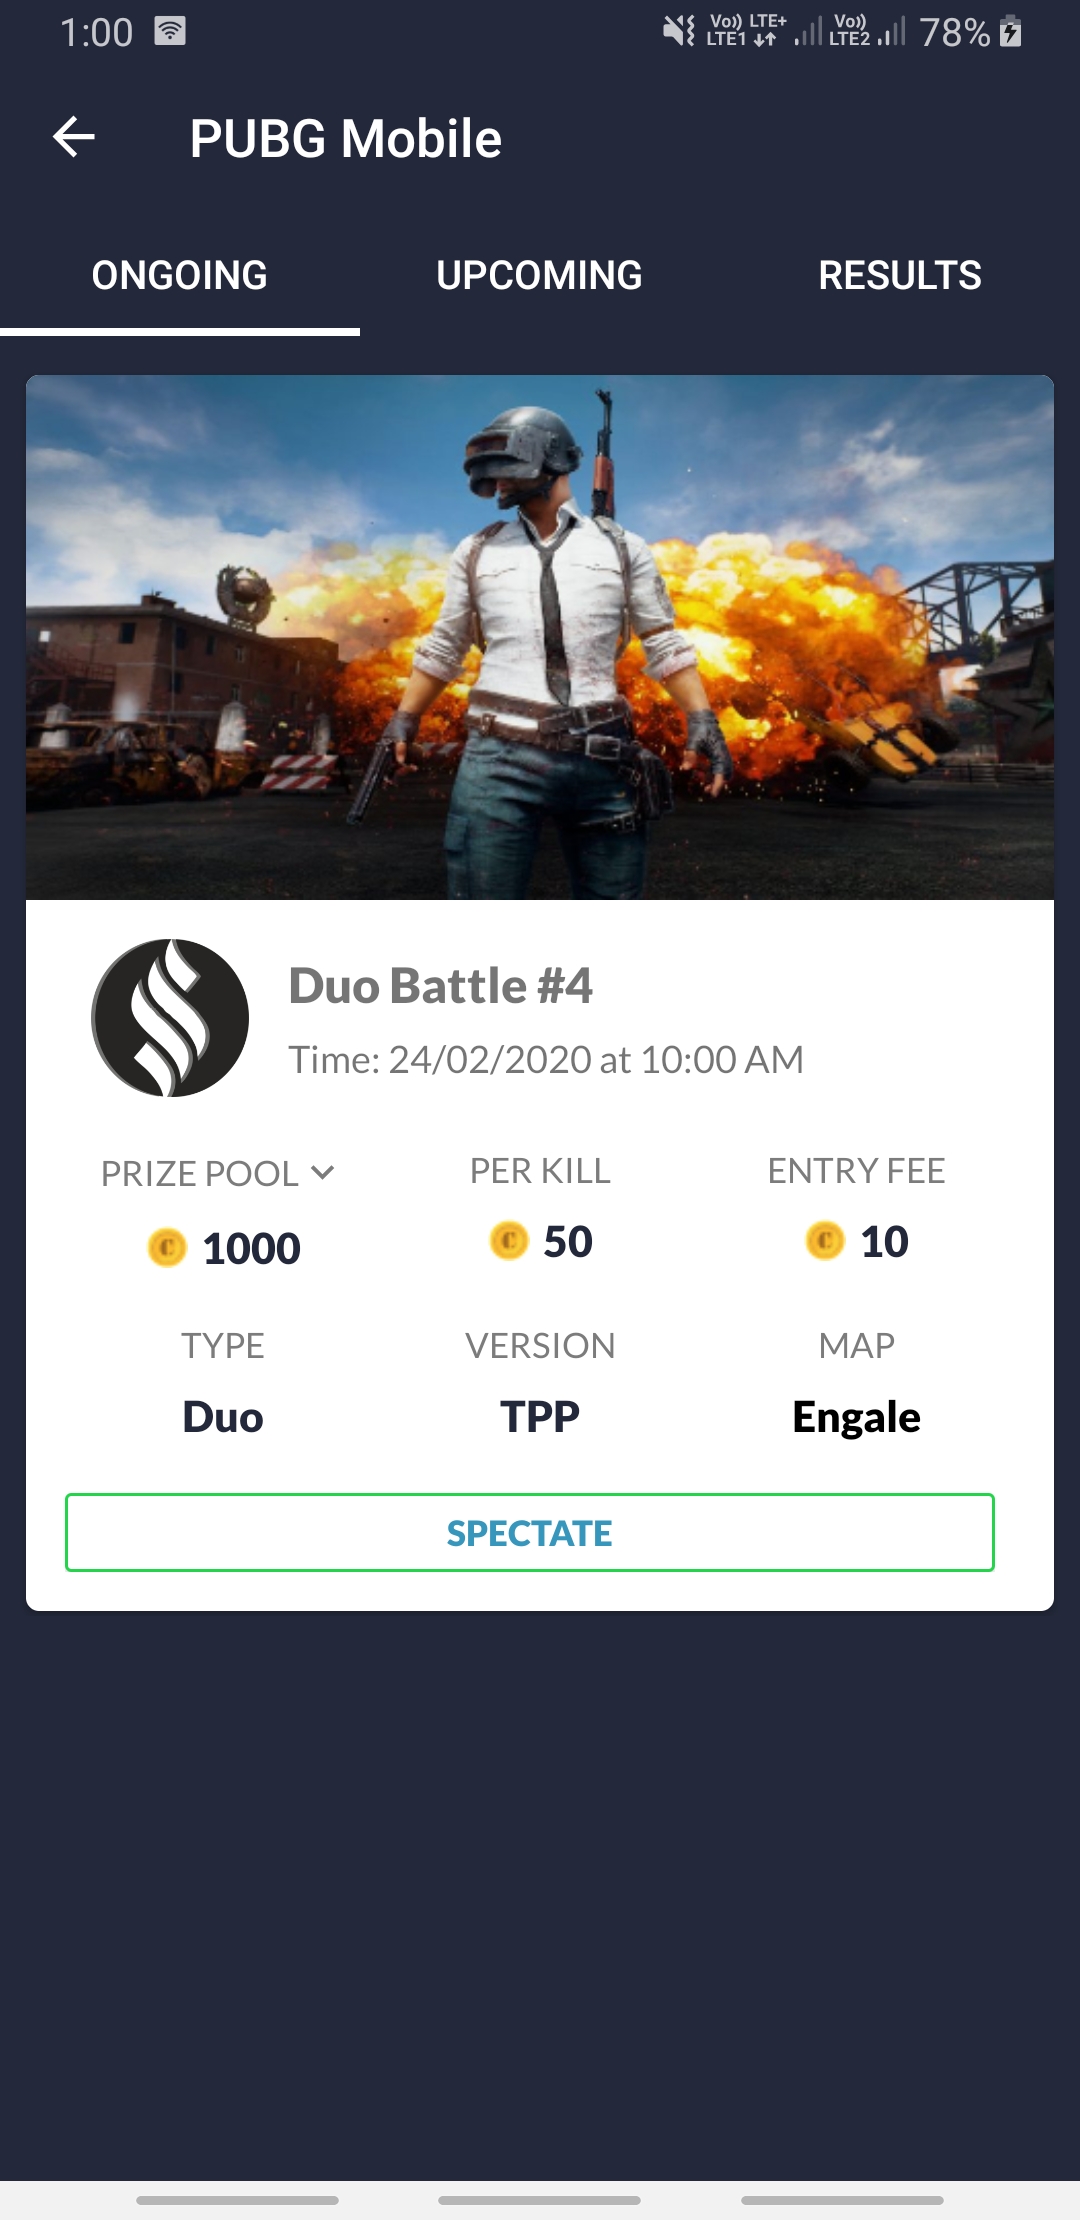 1:00 Vo)) LTE+ LTE1 Vo)) LTE2 78%
PUBG Mobile
ONGOING UPCOMING RESULTS
Duo Battle #4
Time: 24/02/2020 at 10:00 AM
PRIZE POOL PER KILL ENTRY FEE
1000 50 10
TYPE VERSION MAP
Duo TPP Engale
SPECTATE